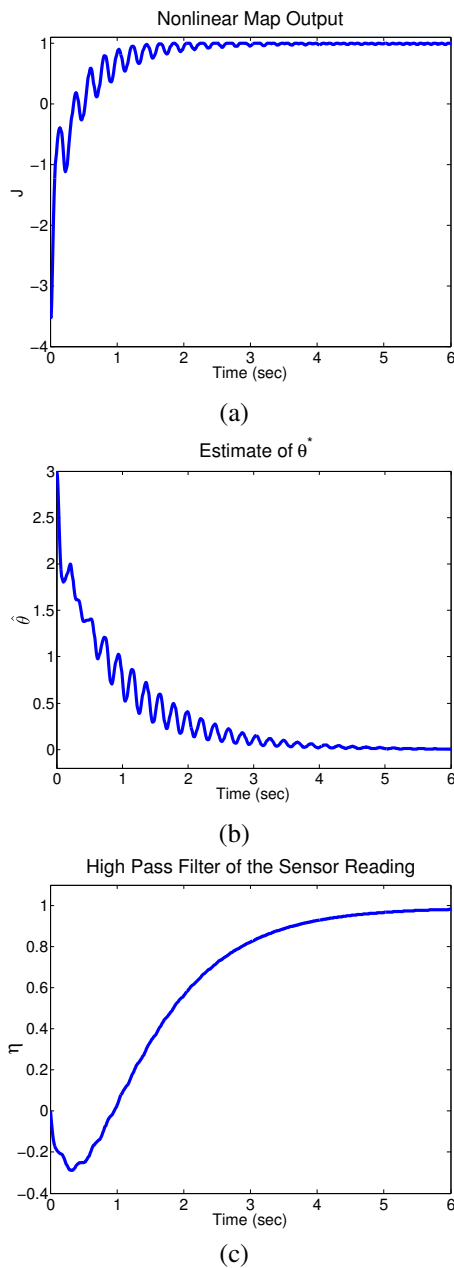 Nonlinear Map Output
1
0
−1
−2
−3
−4
J
0 1 2 3 4 5 6
Time (sec)
(a)
Estimate of θ*
3
2.5
2
1.5
1
0.5
0
θ̂
0 1 2 3 4 5 6
Time (sec)
(b)
High Pass Filter of the Sensor Reading
1
0.8
0.6
0.4
0.2
0
−0.2
−0.4
η
0 1 2 3 4 5 6
Time (sec)
(c)